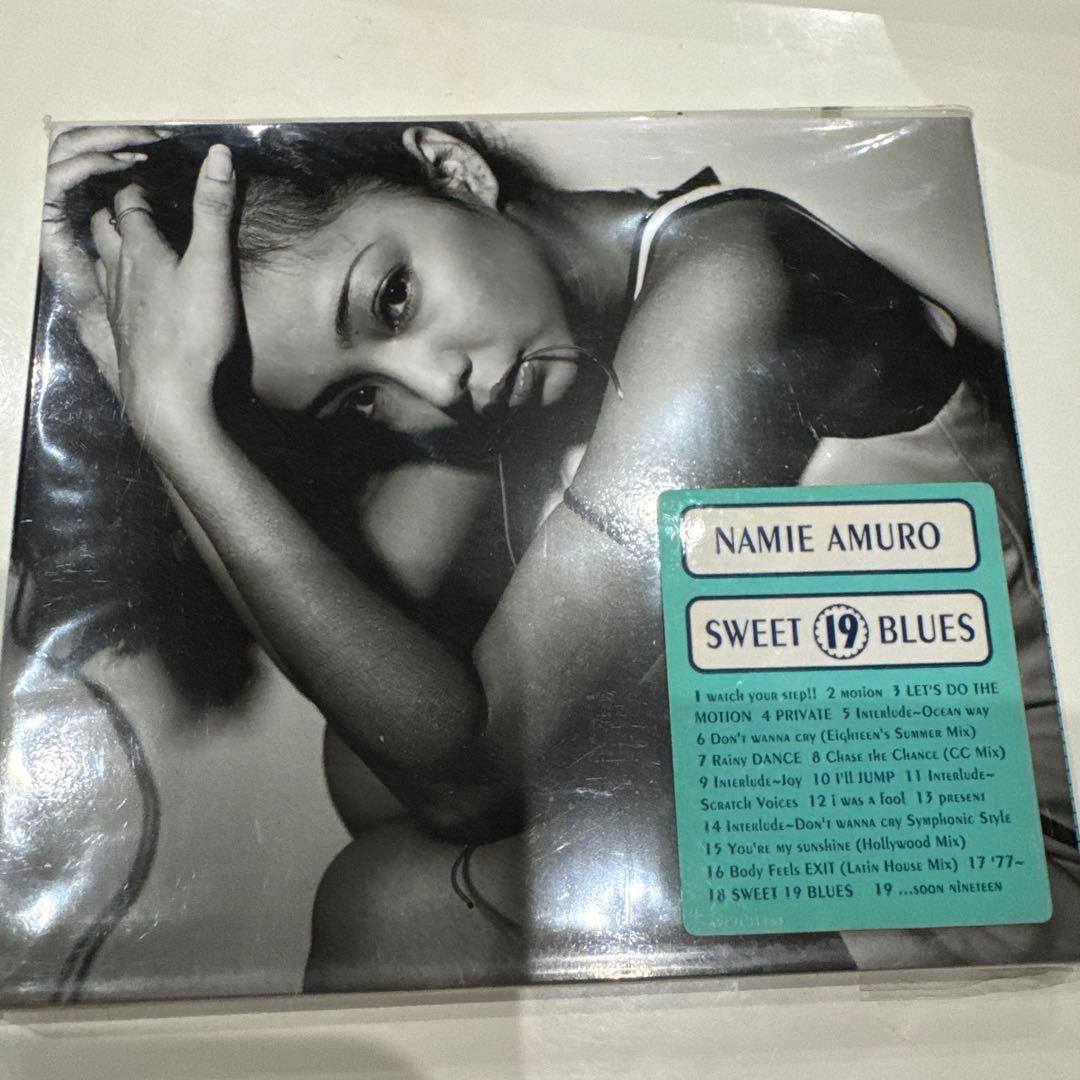 NAMIE AMURO
SWEET 19 BLUES
1 watch your step!! 2 motion 3 LET'S DO THE
MOTION 4 PRIVATE 5 Interlude~Ocean way
6 Don't wanna cry (Eighteen's Summer Mix)
7 Rainy DANCE 8 Chase the Chance (CC Mix)
9 Interlude~Joy 10 I'll JUMP 11 Interlude~
Scratch Voices 12 i was a fool 13 present
14 Interlude~Don't wanna cry Symphonic Style
15 You're my sunshine (Hollywood Mix)
16 Body Feels EXIT (Latin House Mix) 17 '77~
18 SWEET 19 BLUES 19 ...soon nineteen